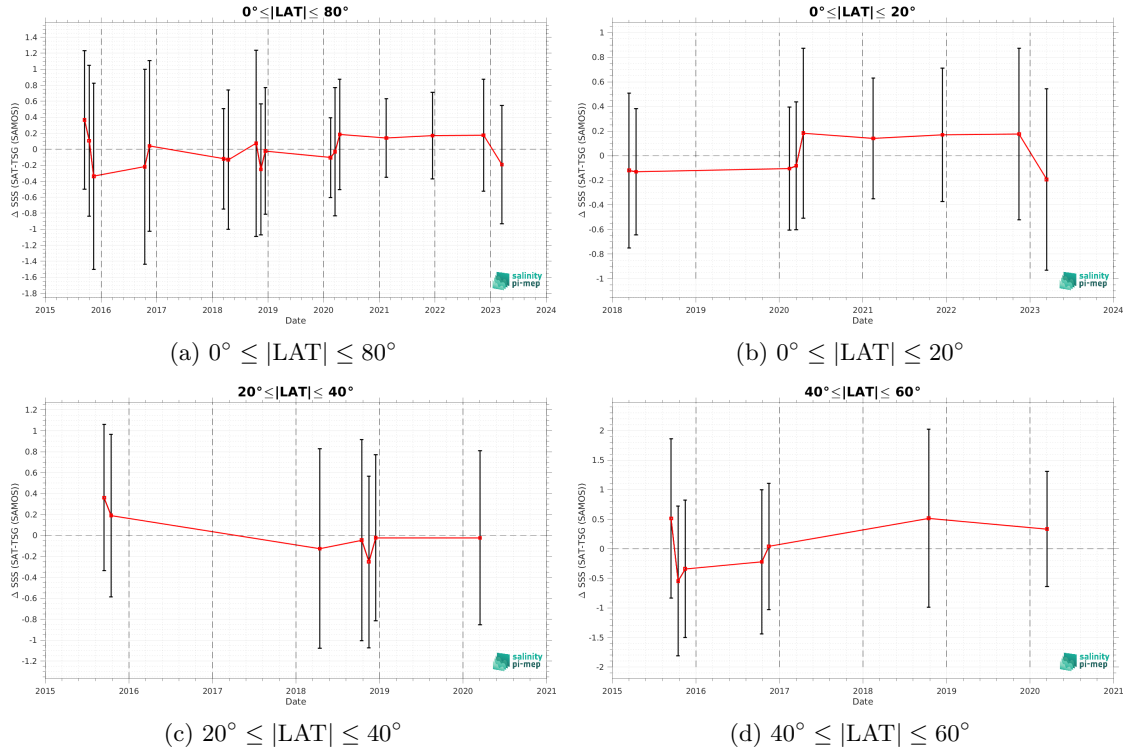 0°≤|LAT|≤ 80°
Δ SSS (SAT-TSG (SAMOS))
1.4
1.2
1
0.8
0.6
0.4
0.2
0
-0.2
-0.4
-0.6
-0.8
-1
-1.2
-1.4
-1.6
-1.8
2015 2016 2017 2018 2019 2020 2021 2022 2023 2024
Date
salinity
pi-mep
(a) 0° ≤ |LAT| ≤ 80°
0°≤|LAT|≤ 20°
Δ SSS (SAT-TSG (SAMOS))
1
0.8
0.6
0.4
0.2
0
-0.2
-0.4
-0.6
-0.8
-1
2018 2019 2020 2021 2022 2023 2024
Date
salinity
pi-mep
(b) 0° ≤ |LAT| ≤ 20°
20°≤|LAT|≤ 40°
Δ SSS (SAT-TSG (SAMOS))
1.2
1
0.8
0.6
0.4
0.2
0
-0.2
-0.4
-0.6
-0.8
-1
-1.2
2015 2016 2017 2018 2019 2020 2021
Date
salinity
pi-mep
(c) 20° ≤ |LAT| ≤ 40°
40°≤|LAT|≤ 60°
Δ SSS (SAT-TSG (SAMOS))
2
1.5
1
0.5
0
-0.5
-1
-1.5
-2
2015 2016 2017 2018 2019 2020 2021
Date
salinity
pi-mep
(d) 40° ≤ |LAT| ≤ 60°